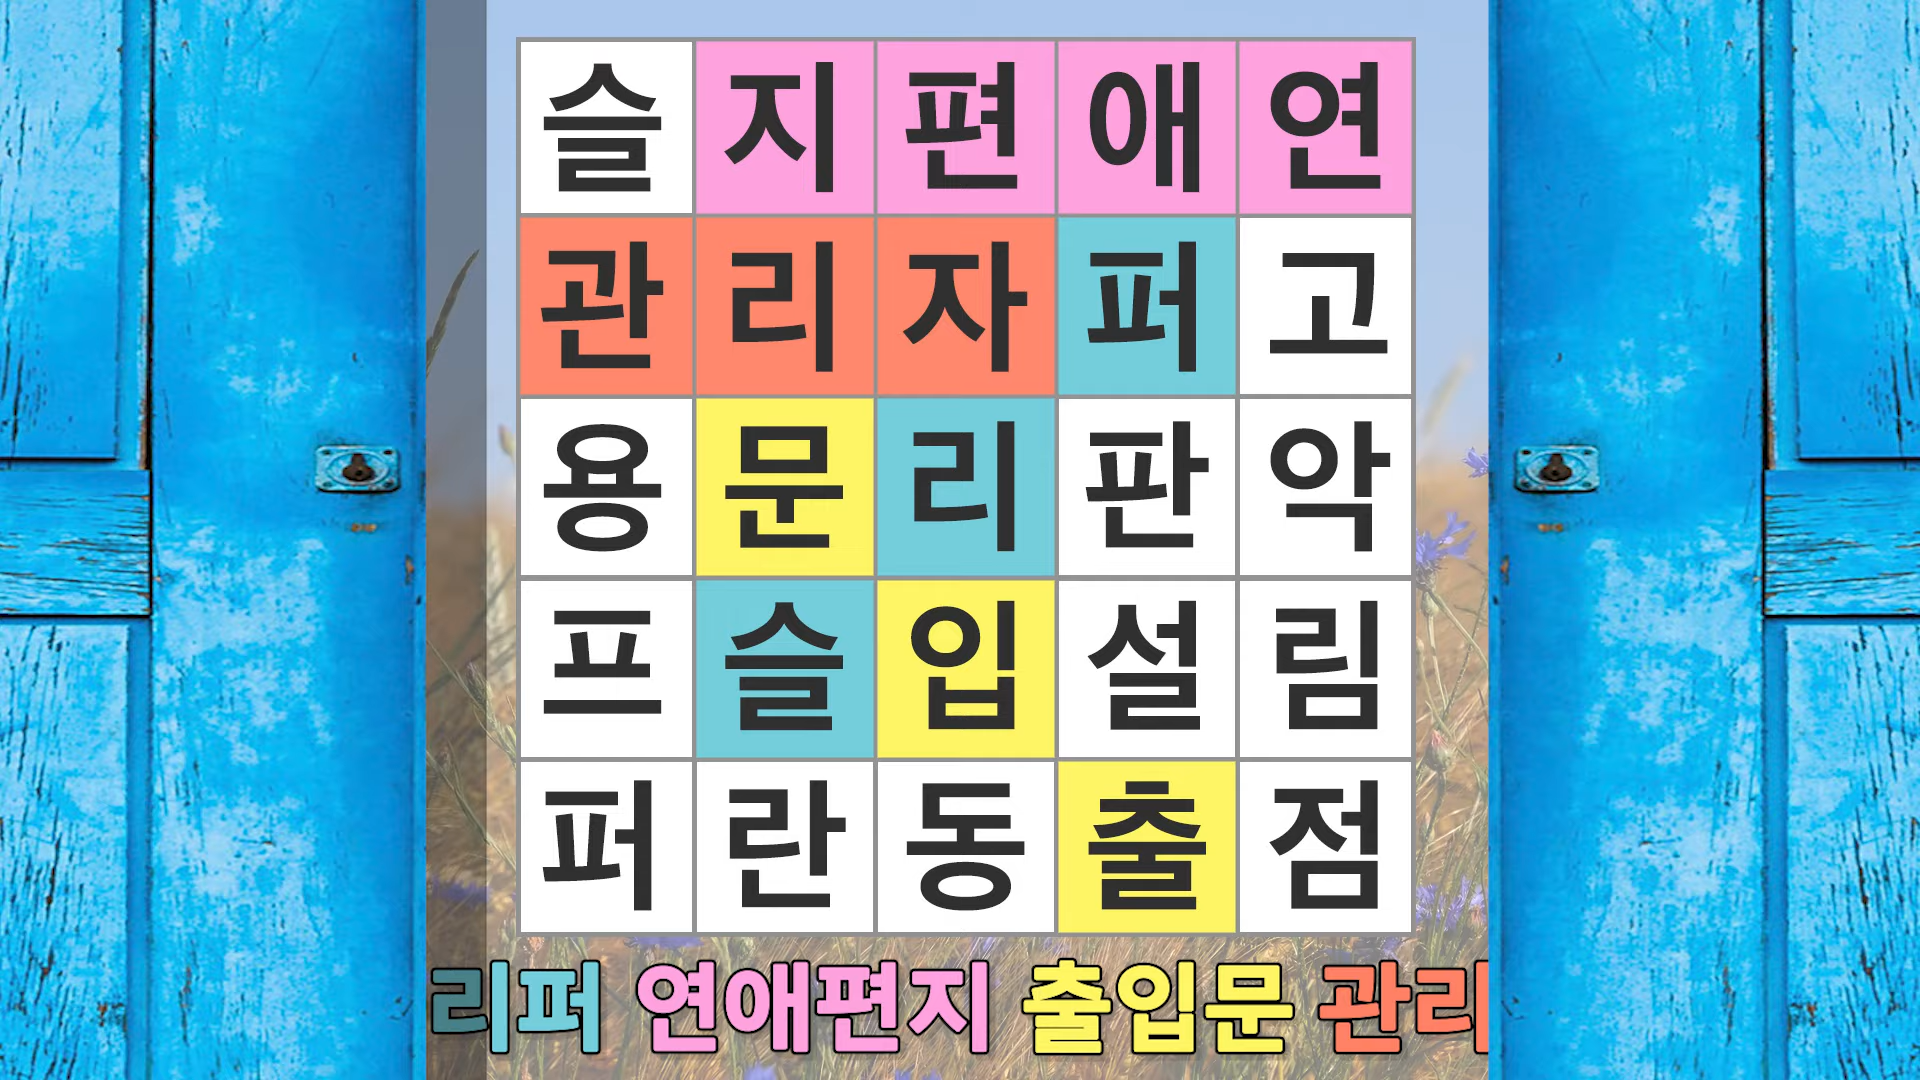 슬지편애연
관리자퍼고
용문리판악
프슬입설림
퍼란동출점
리퍼 연애편지 출입문 관리